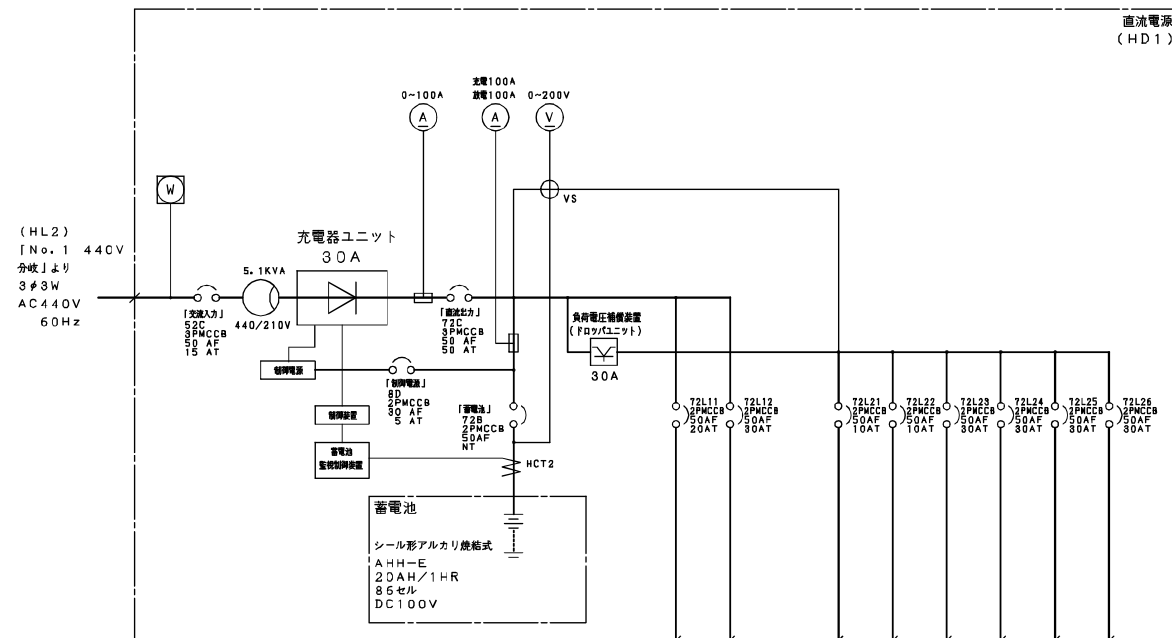 直流電源
(HD1)
充電100A
放電100A
0~100A
0~200V
A
A
V
W
VS
(HL2)
「No.1 440V
分岐」より
3φ3W
AC440V
60Hz
充電器ユニット
30A
5.1KVA
440/210V
「交流入力」
52C
3PMCCB
50 AF
15 AT
「直流出力」
72C
3PMCCB
50 AF
50 AT
負荷電圧補償装置
(ドロッパユニット)
30A
制御電源
「制御電源」
8D
2PMCCB
30 AF
5 AT
制御装置
蓄電池
監視制御装置
「蓄電池」
72B
2PMCCB
50AF
NT
HCT2
72L11
2PMCCB
50AF
20AT
72L12
2PMCCB
50AF
30AT
72L21
2PMCCB
50AF
10AT
72L22
2PMCCB
50AF
10AT
72L23
2PMCCB
50AF
30AT
72L24
2PMCCB
50AF
30AT
72L25
2PMCCB
50AF
30AT
72L26
2PMCCB
50AF
30AT
蓄電池
シール形アルカリ焼結式
AHH-E
20AH/1HR
86セル
DC100V